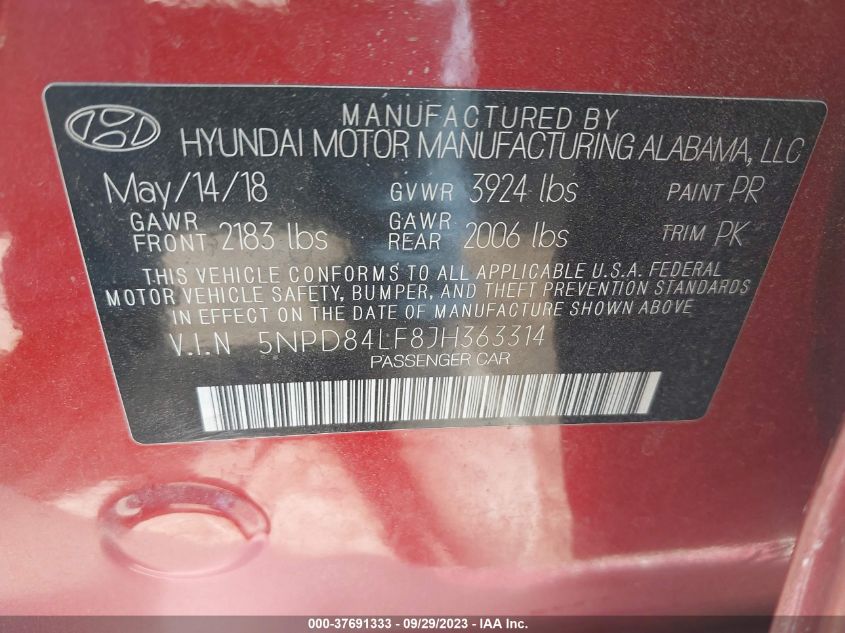 MANUFACTURED BY
HYUNDAI MOTOR MANUFACTURING ALABAMA, LLC
May/14/18 GVWR 3924 lbs PAINT PR
GAWR FRONT 2183 lbs GAWR REAR 2006 lbs TRIM PK
THIS VEHICLE CONFORMS TO ALL APPLICABLE U.S.A. FEDERAL
MOTOR VEHICLE SAFETY, BUMPER, AND THEFT PREVENTION STANDARDS
IN EFFECT ON THE DATE OF MANUFACTURE SHOWN ABOVE.
V.I.N 5NPD84LF8JH363314
PASSENGER CAR
000-37691333 - 09/29/2023 - IAA Inc.